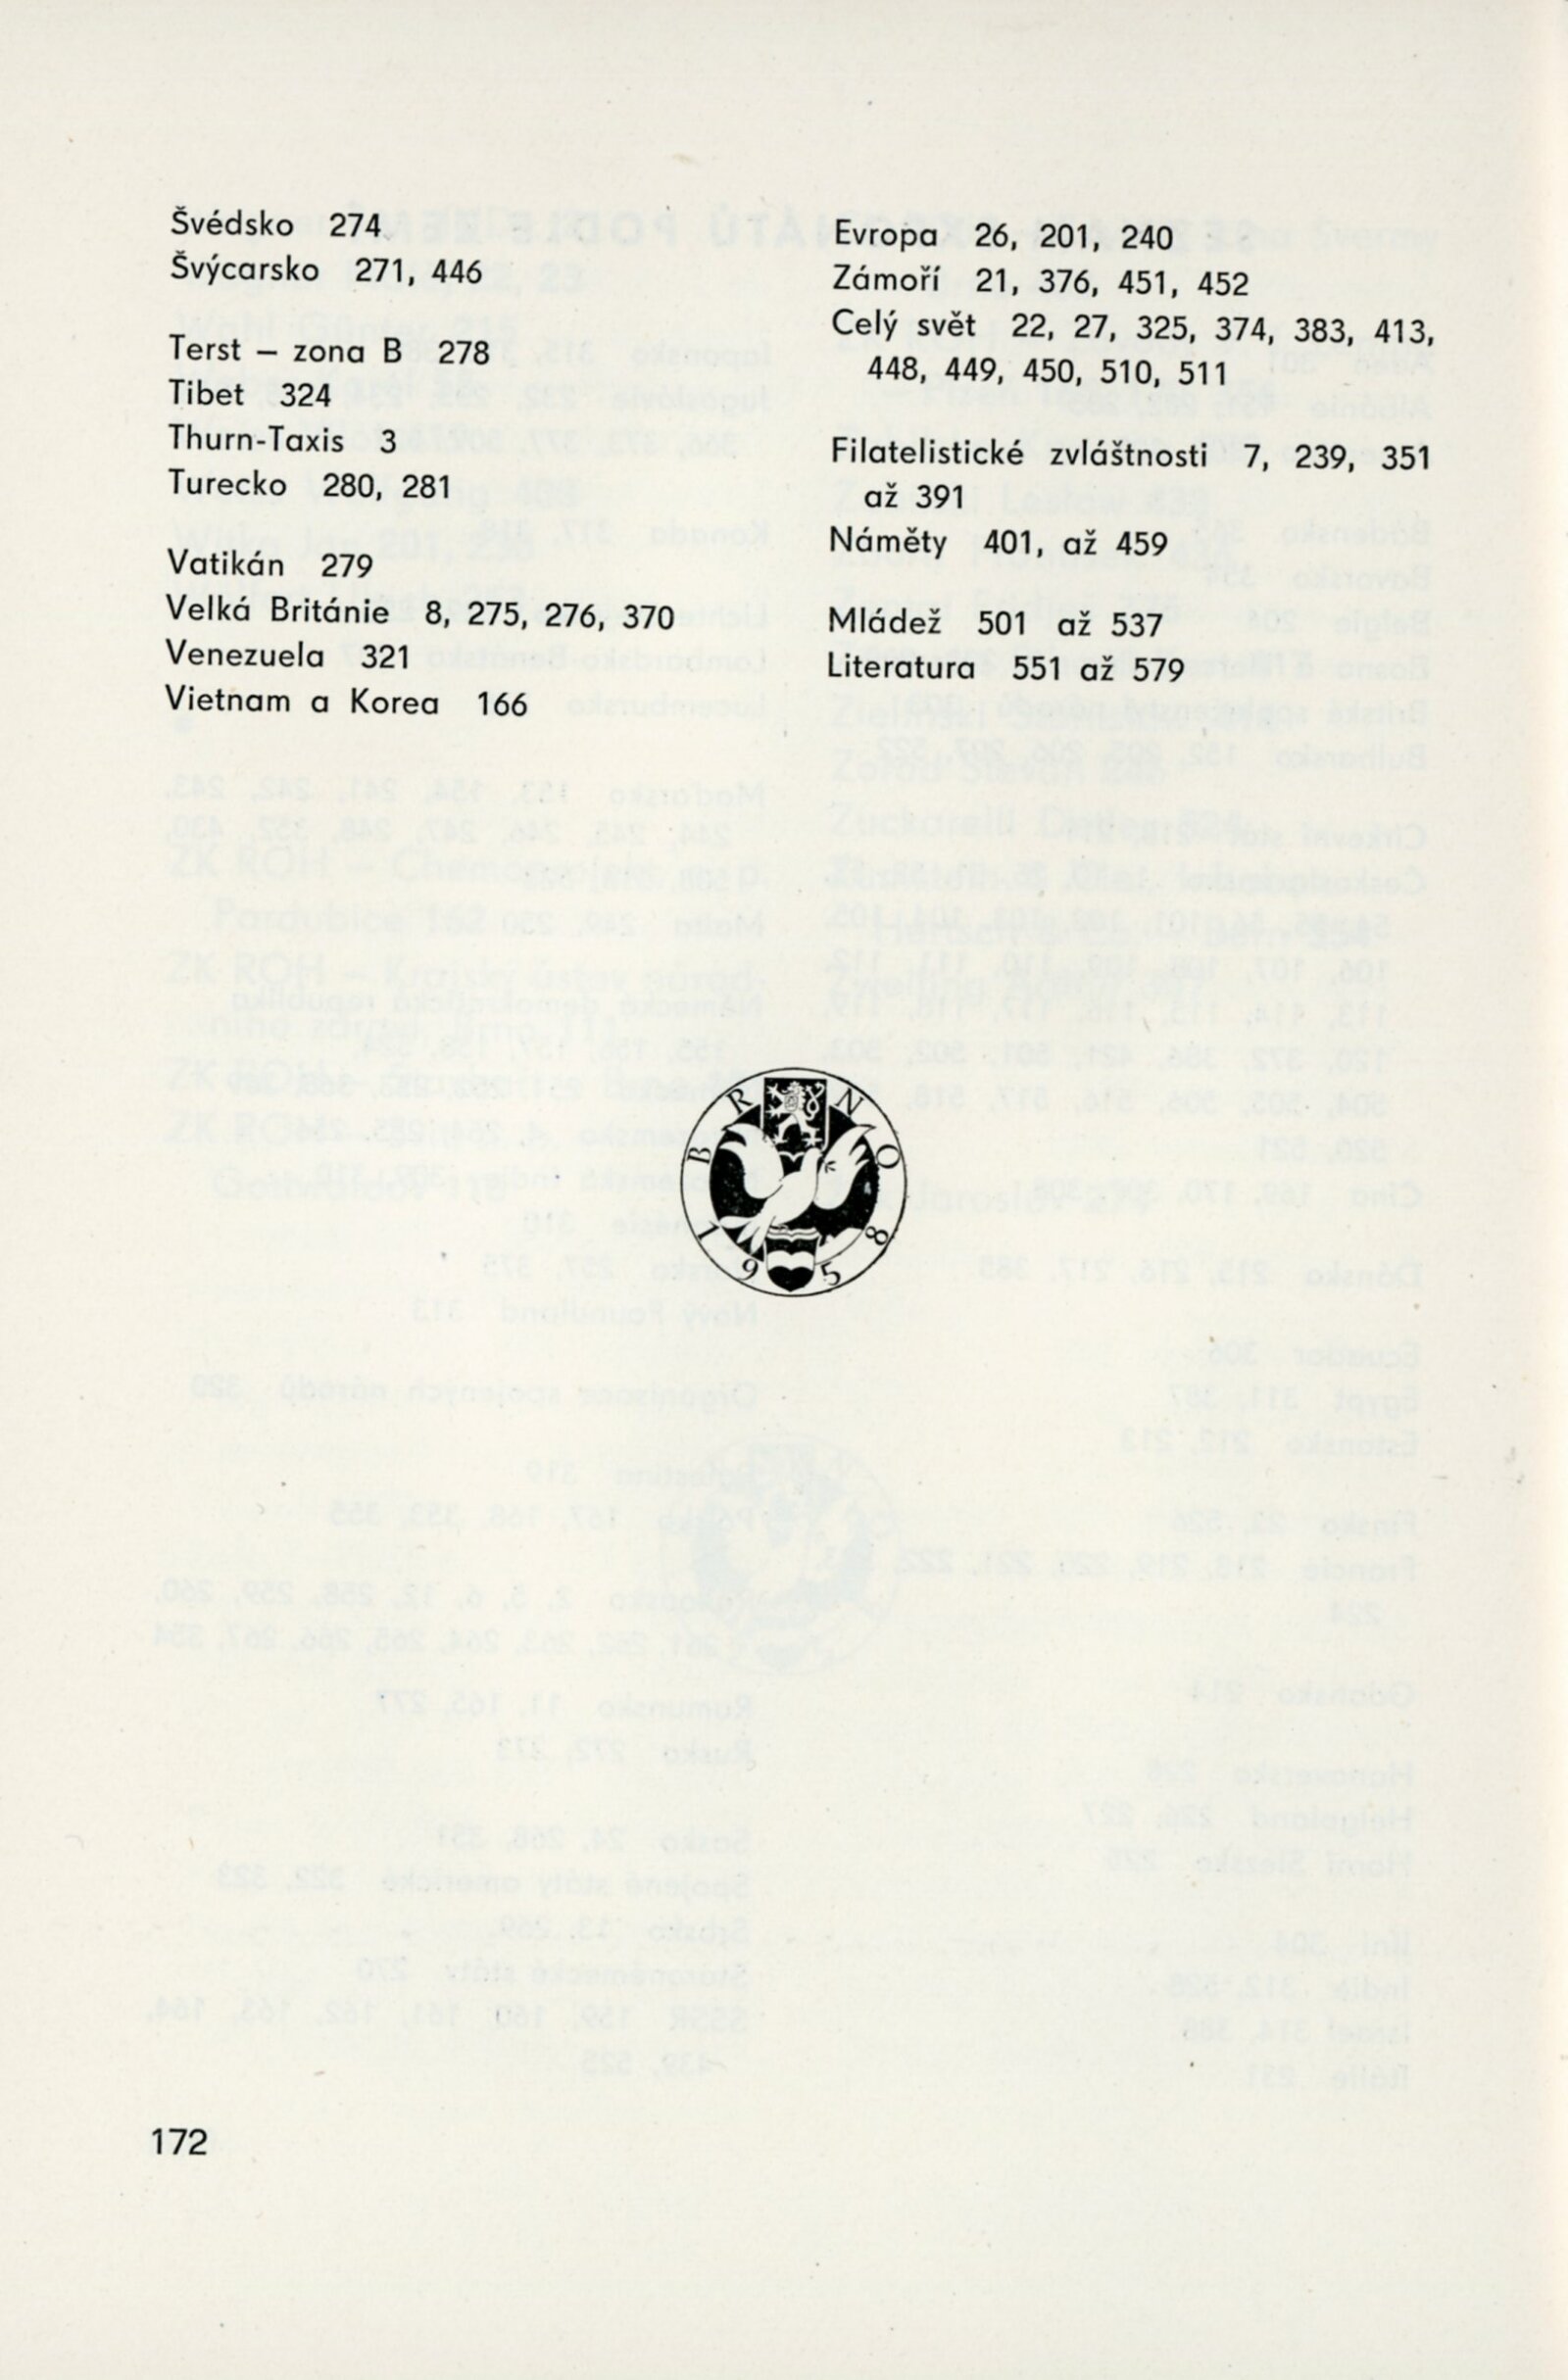 Švédsko 274
Švýcarsko 271, 446
Terst – zona B 278
Tibet 324
Thurn-Taxis 3
Turecko 280, 281
Vatikán 279
Velká Británie 8, 275, 276, 370
Venezuela 321
Vietnam a Korea 166
Evropa 26, 201, 240
Zámoří 21, 376, 451, 452
Celý svět 22, 27, 325, 374, 383, 413,
448, 449, 450, 510, 511
Filatelistické zvláštnosti 7, 239, 351
až 391
Náměty 401, až 459
Mládež 501 až 537
Literatura 551 až 579
BRNO
1958
172